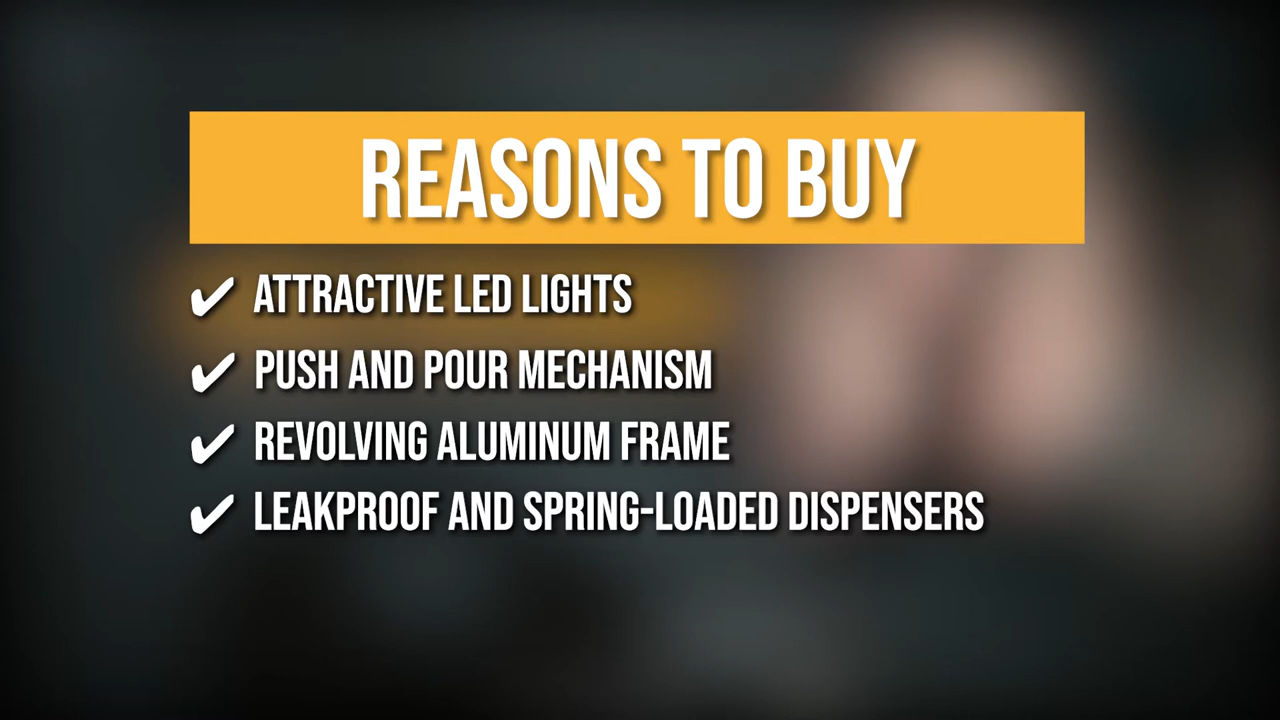 REASONS TO BUY
✔ ATTRACTIVE LED LIGHTS
✔ PUSH AND POUR MECHANISM
✔ REVOLVING ALUMINUM FRAME
✔ LEAKPROOF AND SPRING-LOADED DISPENSERS